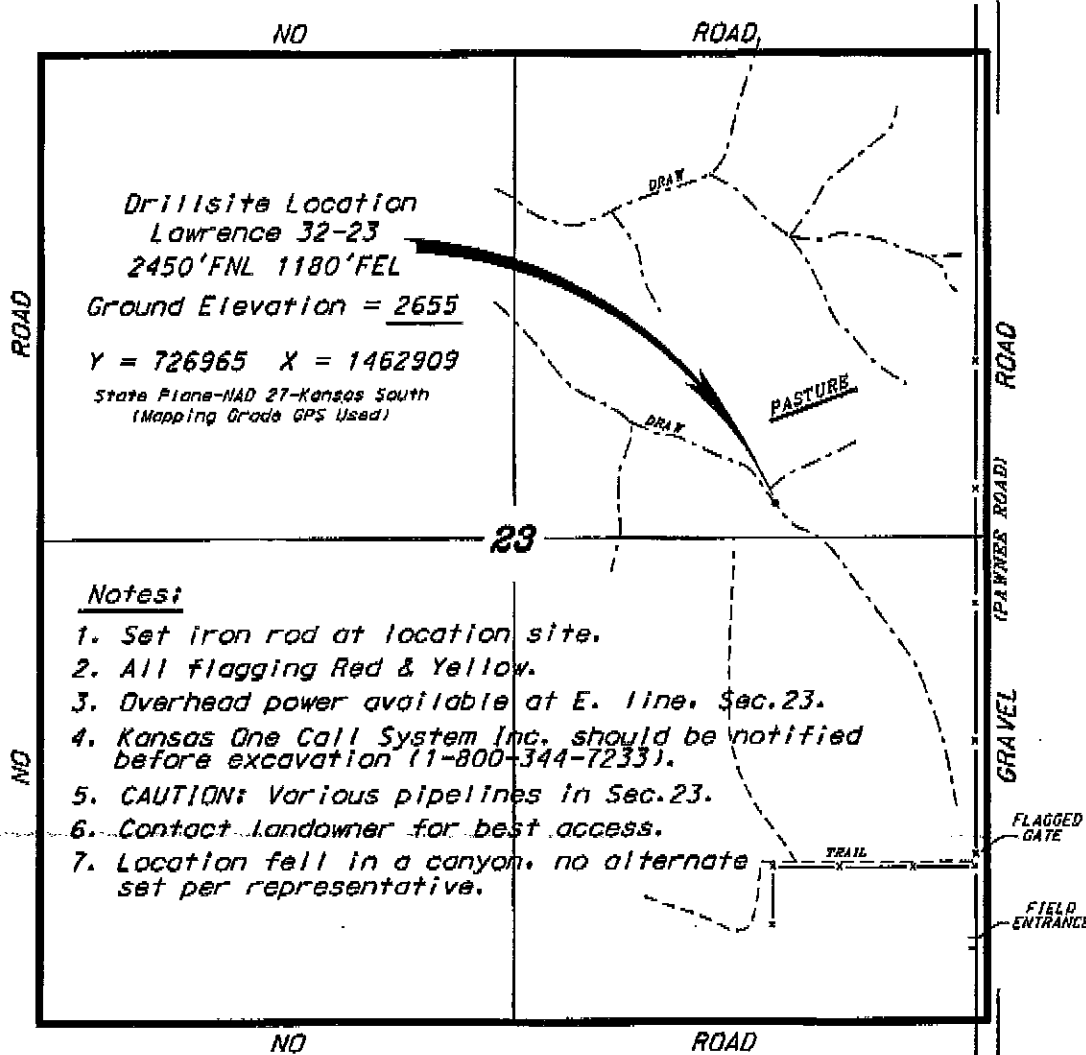 NO ROAD
Drillsite Location
Lawrence 32-23
2450'FNL 1180'FEL
Ground Elevation = 2655
Y = 726965 X = 1462909
State Plane-NAD 27-Kansas South
(Mapping Grade GPS Used)
DRAW
PASTURE
DRAW
ROAD
NO
23
Notes:
1. Set iron rod at location site.
2. All flagging Red & Yellow.
3. Overhead power available at E. line. Sec.23.
4. Kansas One Call System Inc. should be notified
before excavation (1-800-344-7233).
5. CAUTION: Various pipelines in Sec.23.
6. Contact landowner for best access.
7. Location fell in a canyon, no alternate
set per representative.
TRAIL
ROAD
(PAWNEE ROAD)
GRAVEL
FLAGGED
GATE
FIELD
ENTRANCE
NO ROAD